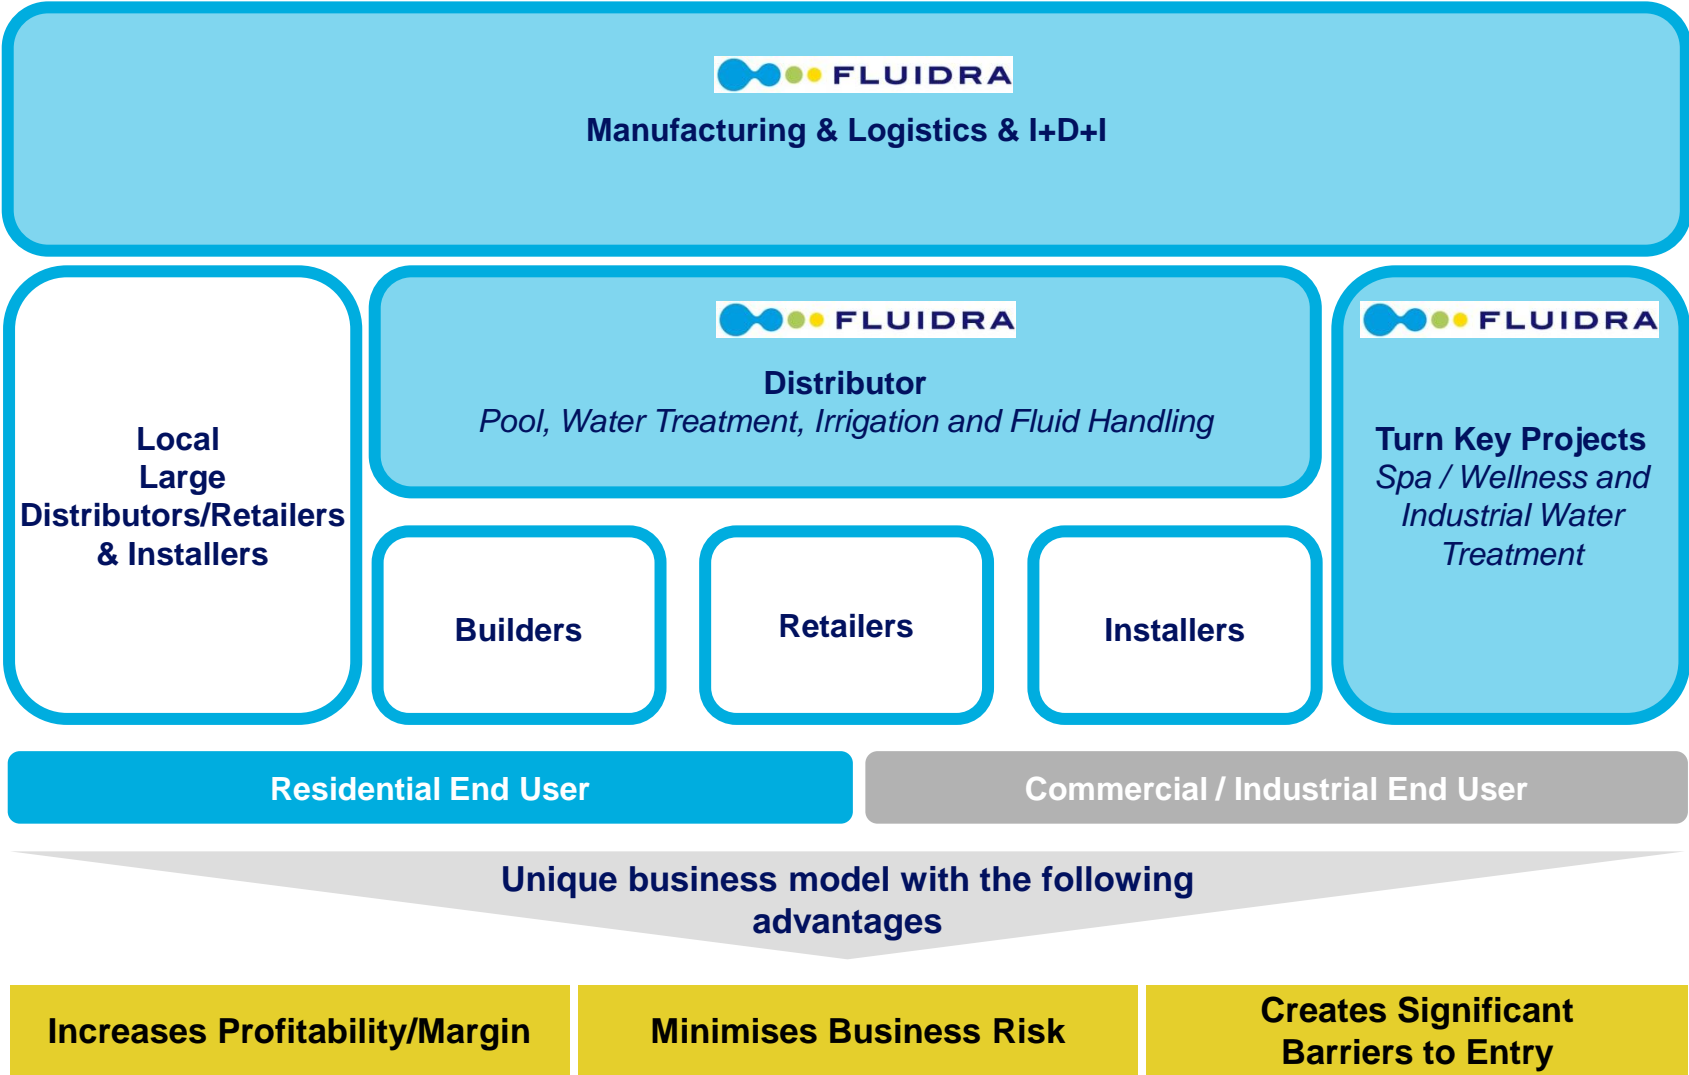 FLUIDRA
Manufacturing & Logistics & I+D+I
Local
Large
Distributors/Retailers
& Installers
FLUIDRA
Distributor
Pool, Water Treatment, Irrigation and Fluid Handling
Builders
Retailers
Installers
FLUIDRA
Turn Key Projects
Spa / Wellness and
Industrial Water
Treatment
Residential End User
Commercial / Industrial End User
Unique business model with the following
advantages
Increases Profitability/Margin
Minimises Business Risk
Creates Significant
Barriers to Entry